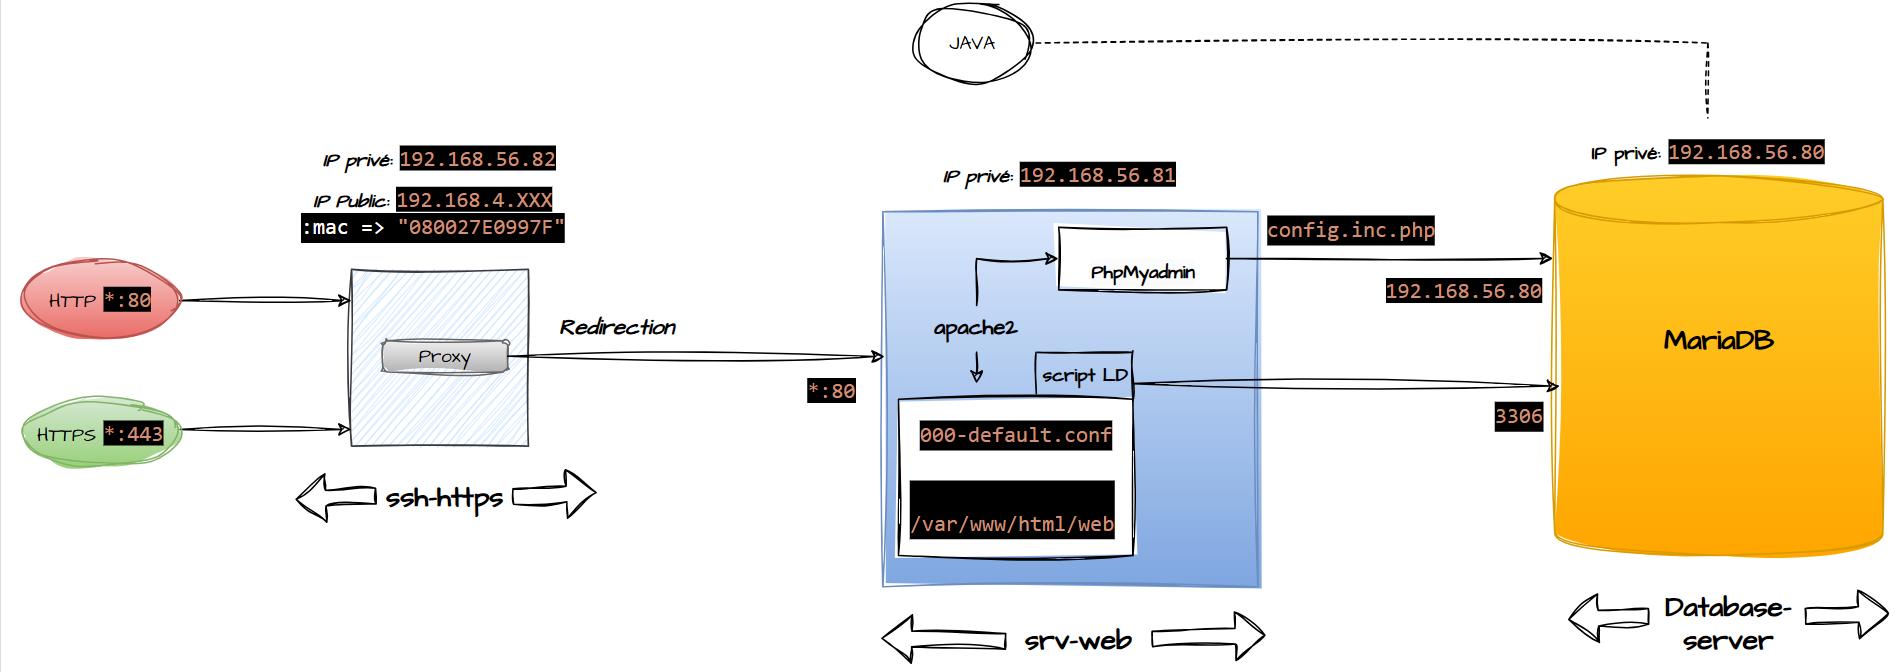 JAVA
IP privé: 192.168.56.82
IP Public: 192.168.4.XXX
:mac => "080027E0997F"
HTTP *:80
HTTPS *:443
Proxy
ssh-https
Redirection
*:80
IP privé: 192.168.56.81
PhpMyadmin
apache2
script LD
000-default.conf
/var/www/html/web
srv-web
config.inc.php
192.168.56.80
3306
IP privé: 192.168.56.80
MariaDB
Database-
server